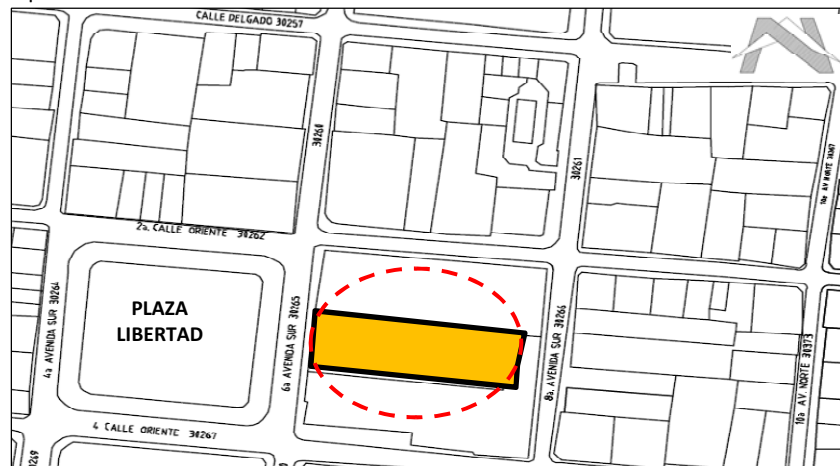 CALLE DELGADO 30257
30260
30261
2a. CALLE ORIENTE 30262
4a AVENIDA SUR 30264
PLAZA
LIBERTAD
6a AVENIDA SUR 30265
8a. AVENIDA SUR 30266
10a AV. NORTE 30373
4 CALLE ORIENTE 30267